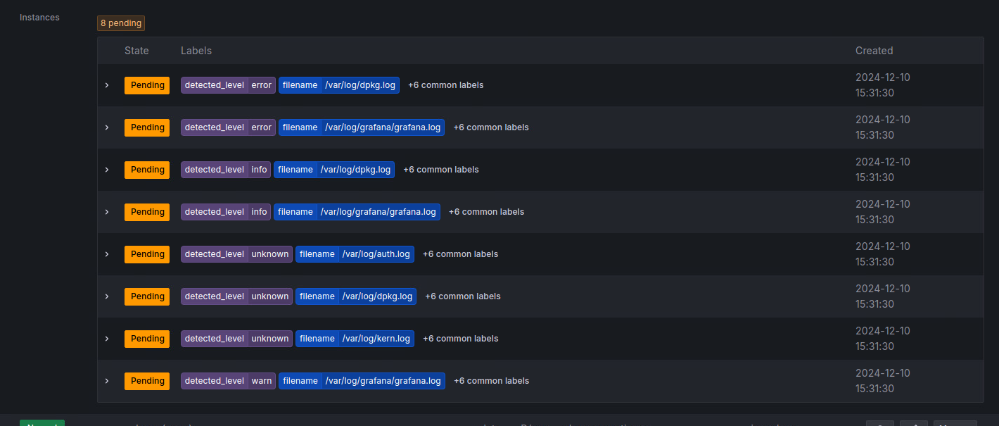 Instances
8 pending
State Labels Created
Pending detected_level error filename /var/log/dpkg.log +6 common labels 2024-12-10
15:31:30
Pending detected_level error filename /var/log/grafana/grafana.log +6 common labels 2024-12-10
15:31:30
Pending detected_level info filename /var/log/dpkg.log +6 common labels 2024-12-10
15:31:30
Pending detected_level info filename /var/log/grafana/grafana.log +6 common labels 2024-12-10
15:31:30
Pending detected_level unknown filename /var/log/auth.log +6 common labels 2024-12-10
15:31:30
Pending detected_level unknown filename /var/log/dpkg.log +6 common labels 2024-12-10
15:31:30
Pending detected_level unknown filename /var/log/kern.log +6 common labels 2024-12-10
15:31:30
Pending detected_level warn filename /var/log/grafana/grafana.log +6 common labels 2024-12-10
15:31:30